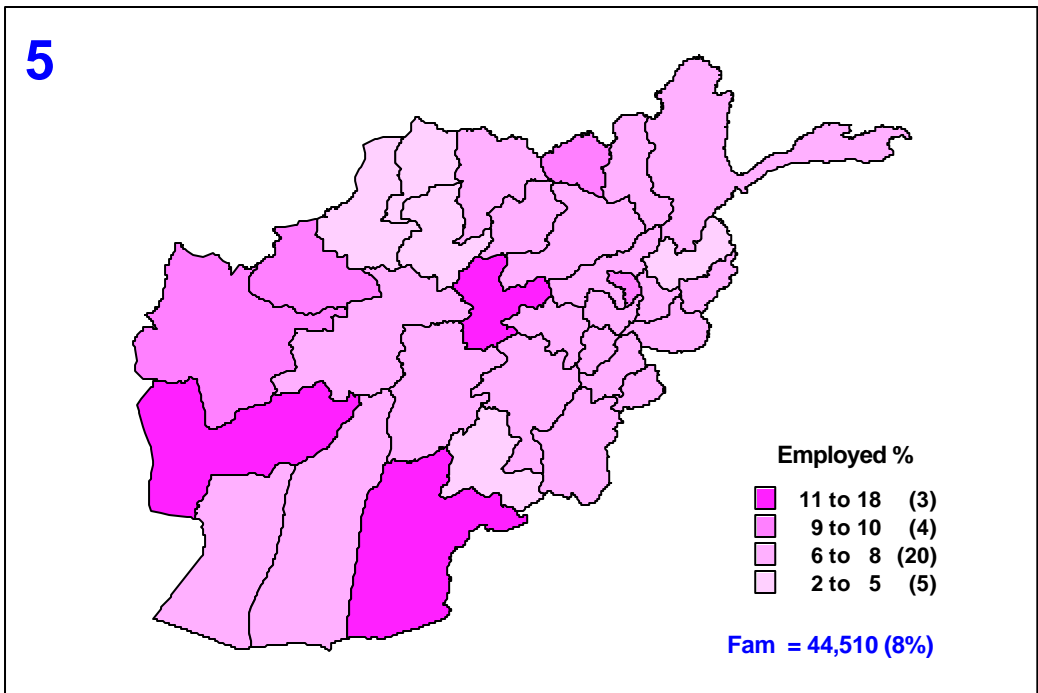 5
Employed %
11 to 18 (3)
9 to 10 (4)
6 to 8 (20)
2 to 5 (5)
Fam = 44,510 (8%)